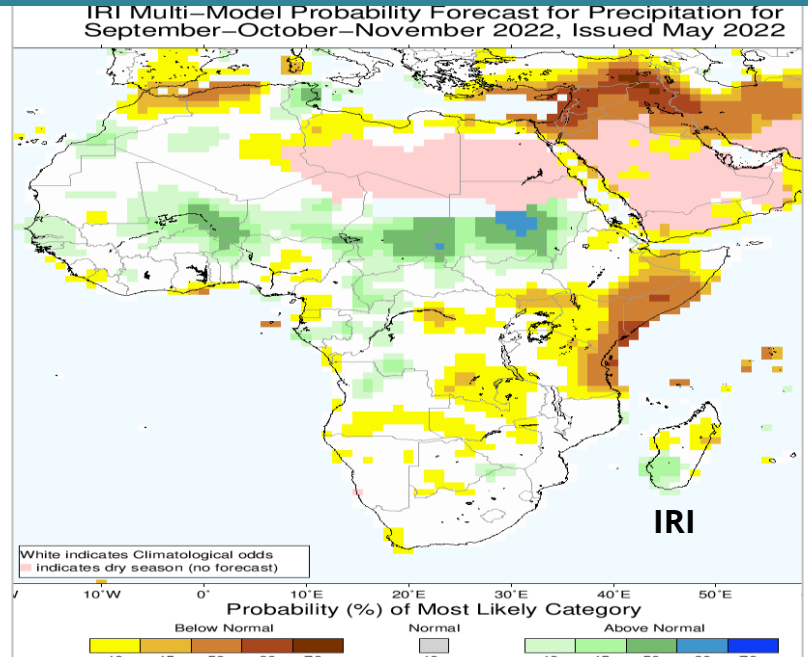 IRI Multi−Model Probability Forecast for Precipitation for
September−October−November 2022, Issued May 2022
IRI
White indicates Climatological odds
indicates dry season (no forecast)
10°W 0° 10°E 20°E 30°E 40°E 50°E
Probability (%) of Most Likely Category
Below Normal Normal Above Normal